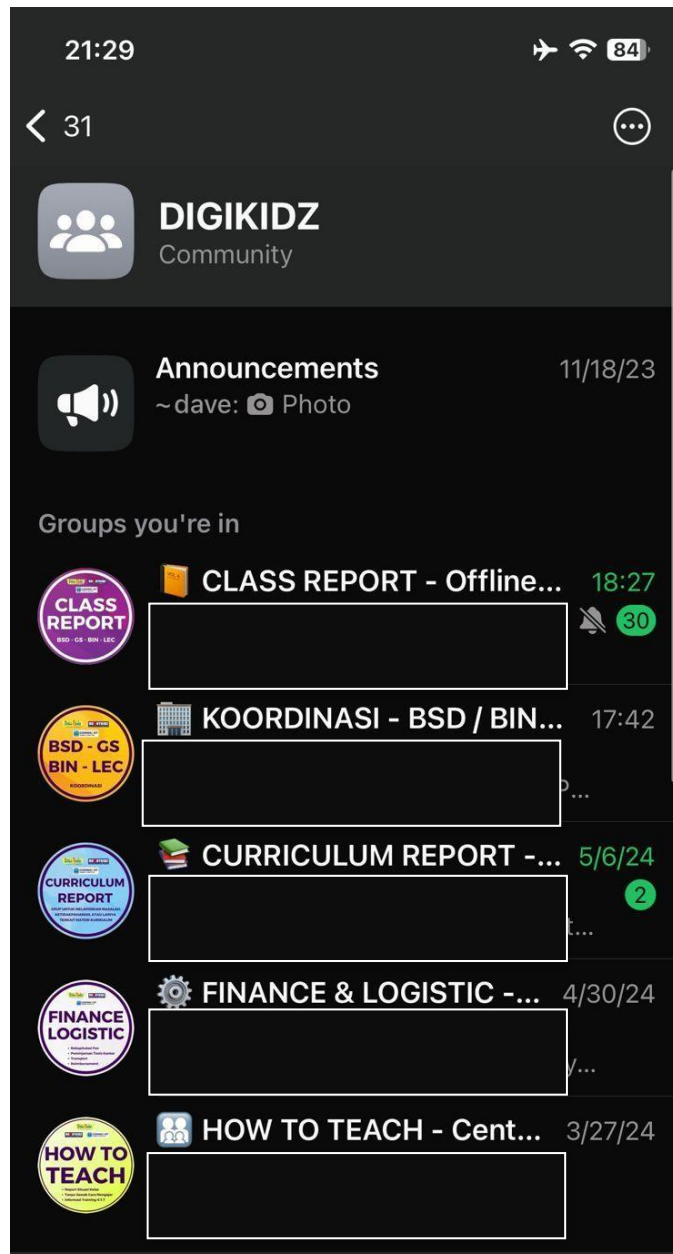 21:29
84
31
DIGIKIDZ
Community
Announcements 11/18/23
~dave: Photo
Groups you're in
CLASS REPORT - Offline... 18:27
30
CLASS
REPORT
BSD - GS - BIN - LEC
KOORDINASI - BSD / BIN... 17:42
BSD - GS
BIN - LEC
KOORDINASI
P...
CURRICULUM REPORT -... 5/6/24
2
CURRICULUM
REPORT
t...
FINANCE & LOGISTIC -... 4/30/24
FINANCE
LOGISTIC
y...
HOW TO TEACH - Cent... 3/27/24
HOW TO
TEACH